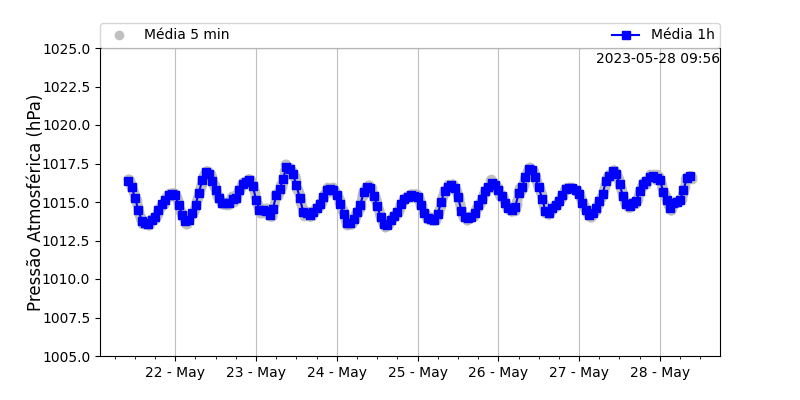 Média 5 min
Média 1h
2023-05-28 09:56
Pressão Atmosférica (hPa)
1025.0
1022.5
1020.0
1017.5
1015.0
1012.5
1010.0
1007.5
1005.0
22 - May
23 - May
24 - May
25 - May
26 - May
27 - May
28 - May